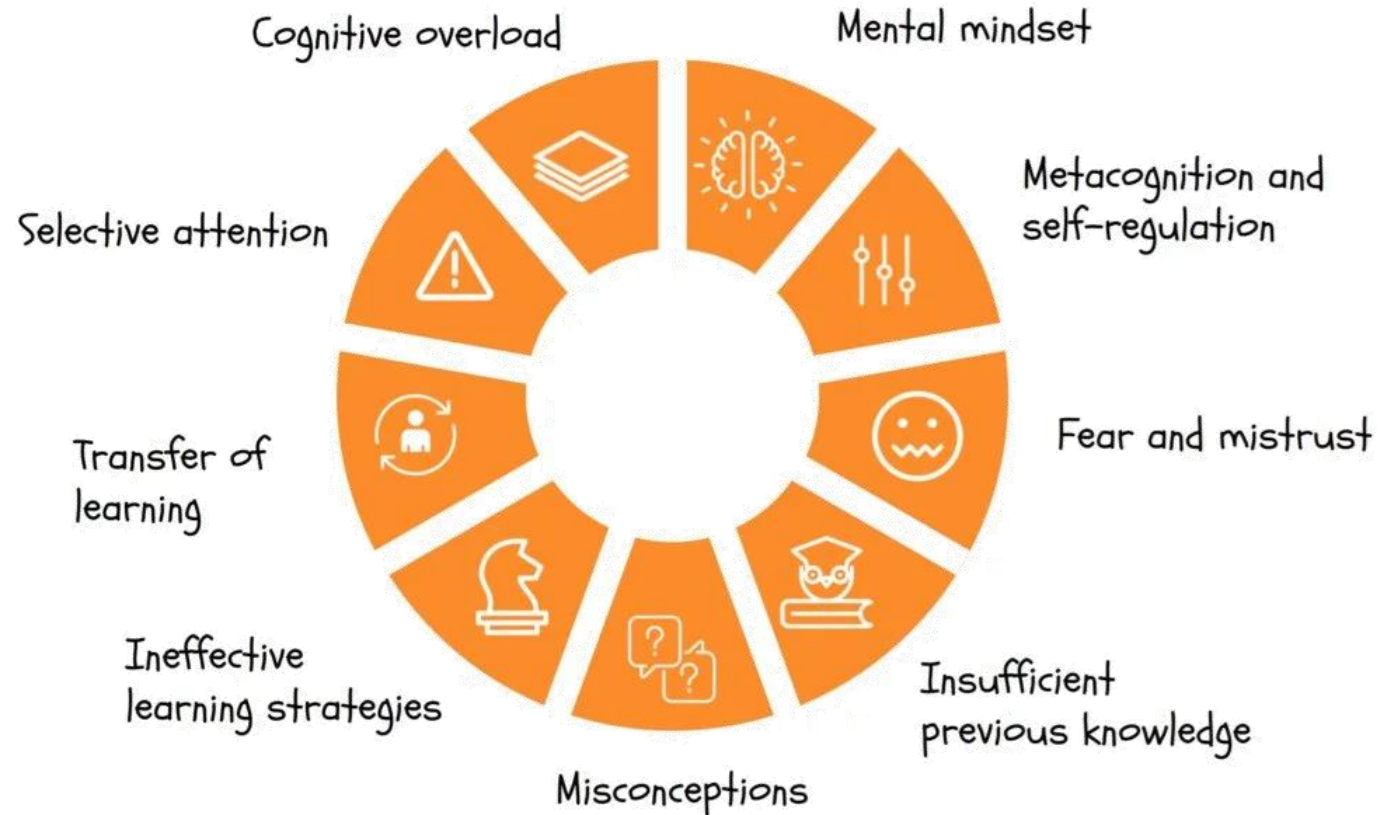 Cognitive overload
Mental mindset
Metacognition and
self-regulation
Selective attention
Fear and mistrust
Transfer of
learning
Ineffective
learning strategies
Insufficient
previous knowledge
Misconceptions
?
?
!